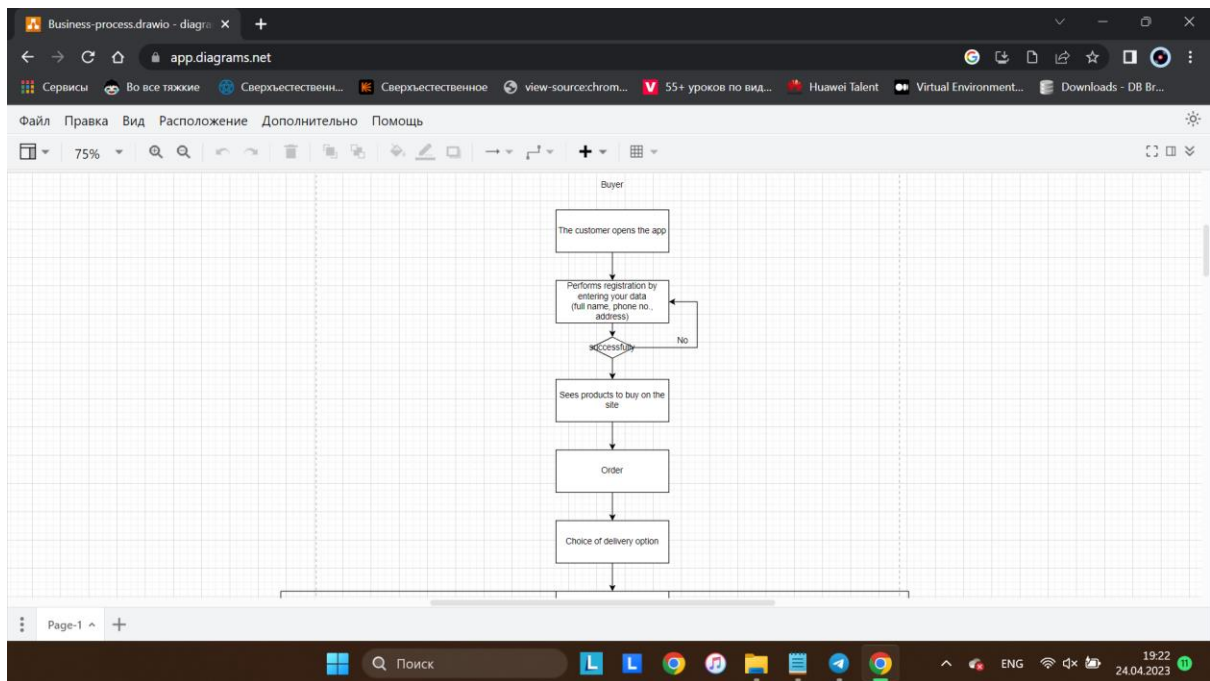 Business-process.drawio - diagra
app.diagrams.net
Сервисы Во все тяжкие Сверхъестественн... Сверхъестественное view-source:chrom... 55+ уроков по вид... Huawei Talent Virtual Environment... Downloads - DB Br...
Файл Правка Вид Расположение Дополнительно Помощь
75%
Buyer
The customer opens the app
Performs registration by
entering your data
(full name, phone no.,
address)
successfully
No
Sees products to buy on the
site
Order
Choice of delivery option
Page-1
Поиск
ENG
19:22
24.04.2023
11